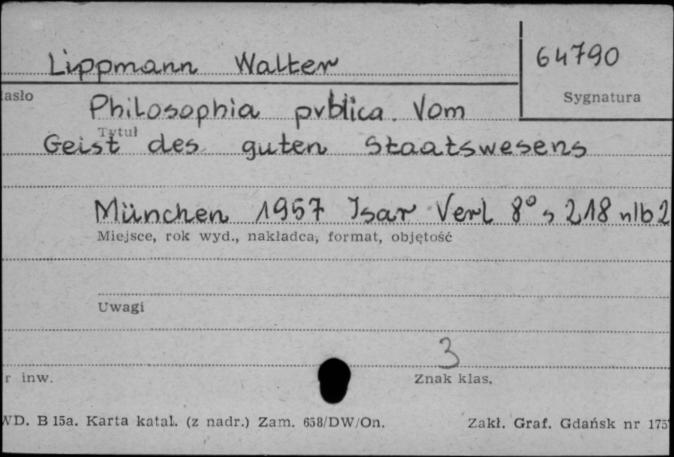 Lippmann Walter
64790
Sygnatura
asło
Philosophia pvblica. Vom
Tytuł
Geist des guten Staatswesens
München 1957 Isar Verl 8° s 218 nlb 2
Miejsce, rok wyd., nakładca, format, objętość
Uwagi
3
r inw.
Znak klas.
WD. B 15a. Karta katal. (z nadr.) Zam. 658/DW/On.
Zakł. Graf. Gdańsk nr 175